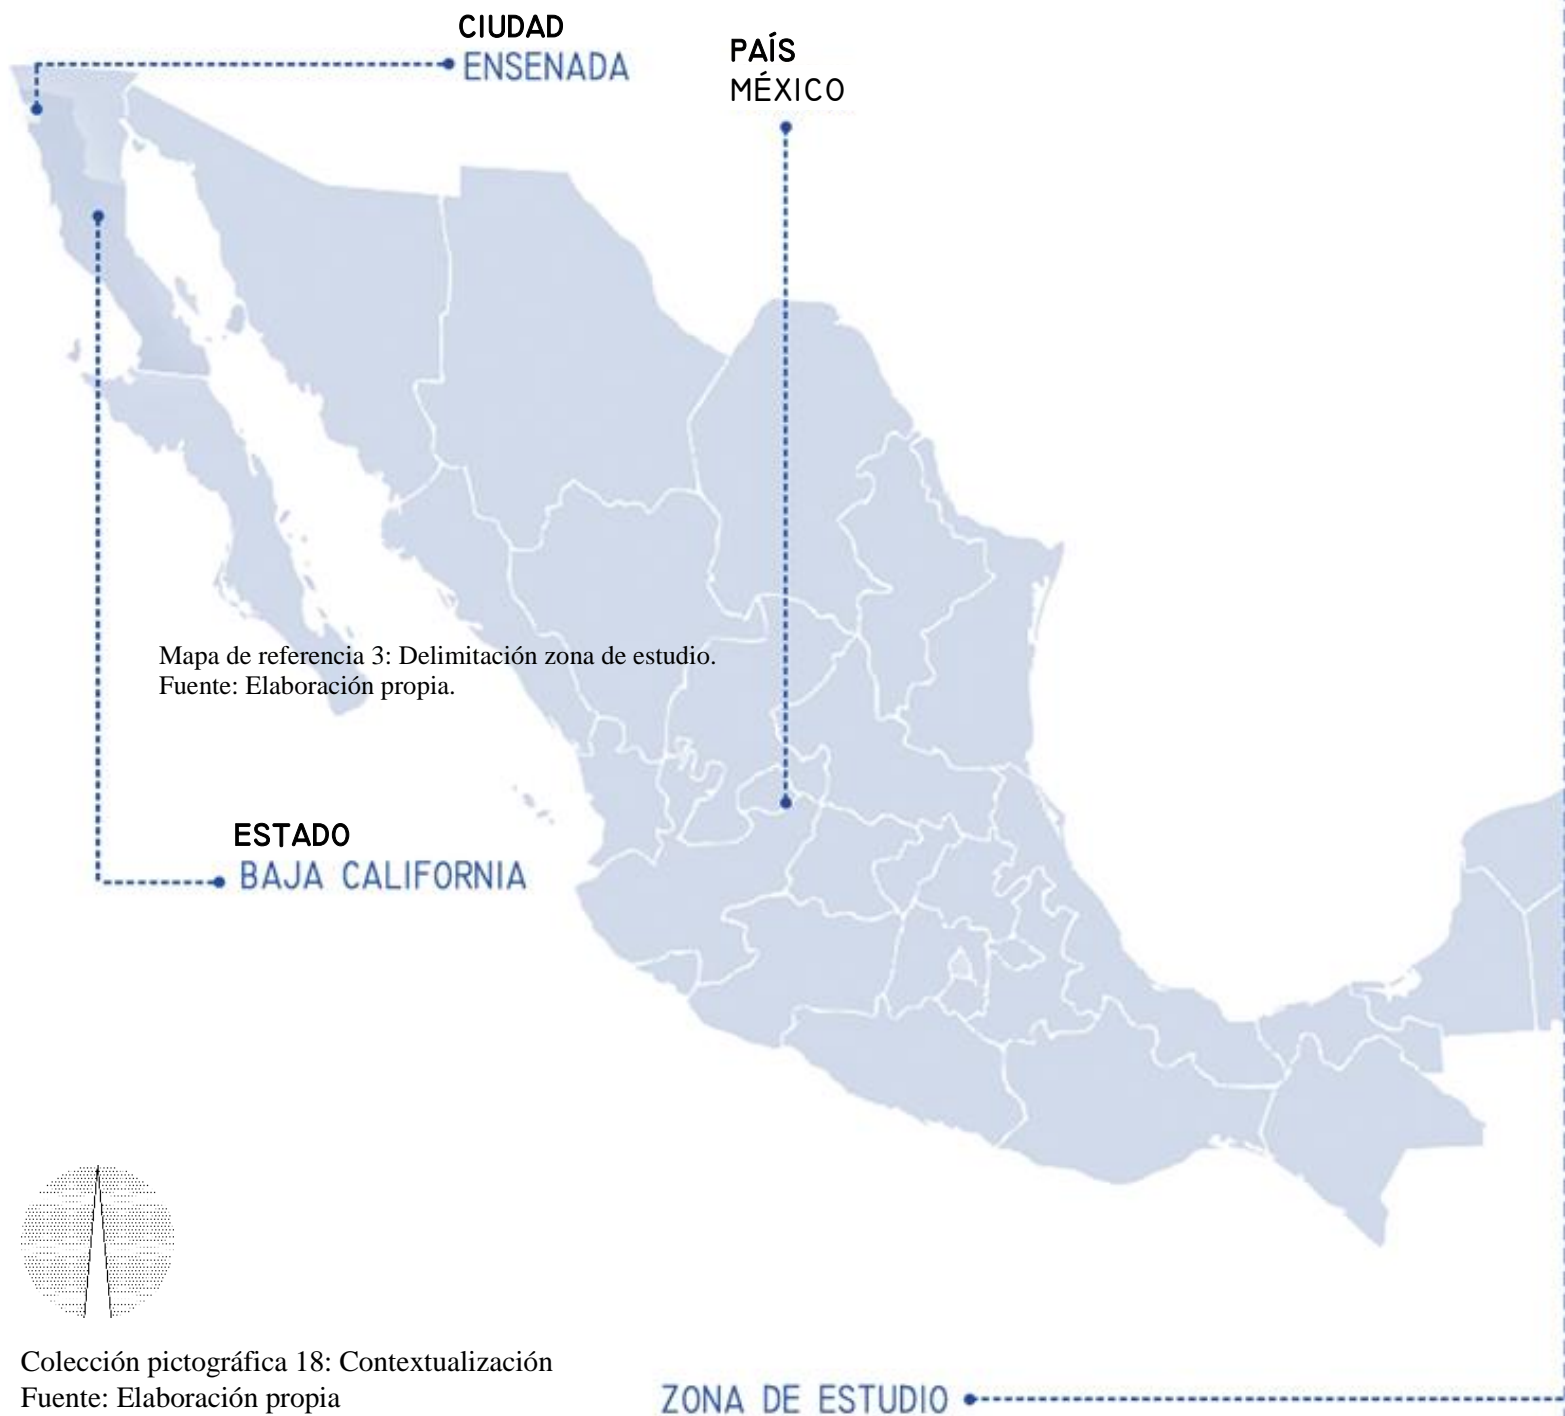 CIUDAD
ENSENADA
PAÍS
MÉXICO
Mapa de referencia 3: Delimitación zona de estudio.
Fuente: Elaboración propia.
ESTADO
BAJA CALIFORNIA
Colección pictográfica 18: Contextualización
Fuente: Elaboración propia
ZONA DE ESTUDIO